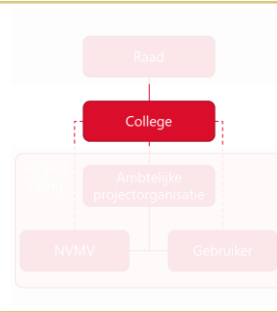 Raad
College
Ambtelijke
projectorganisatie
NVMV
Gebruiker